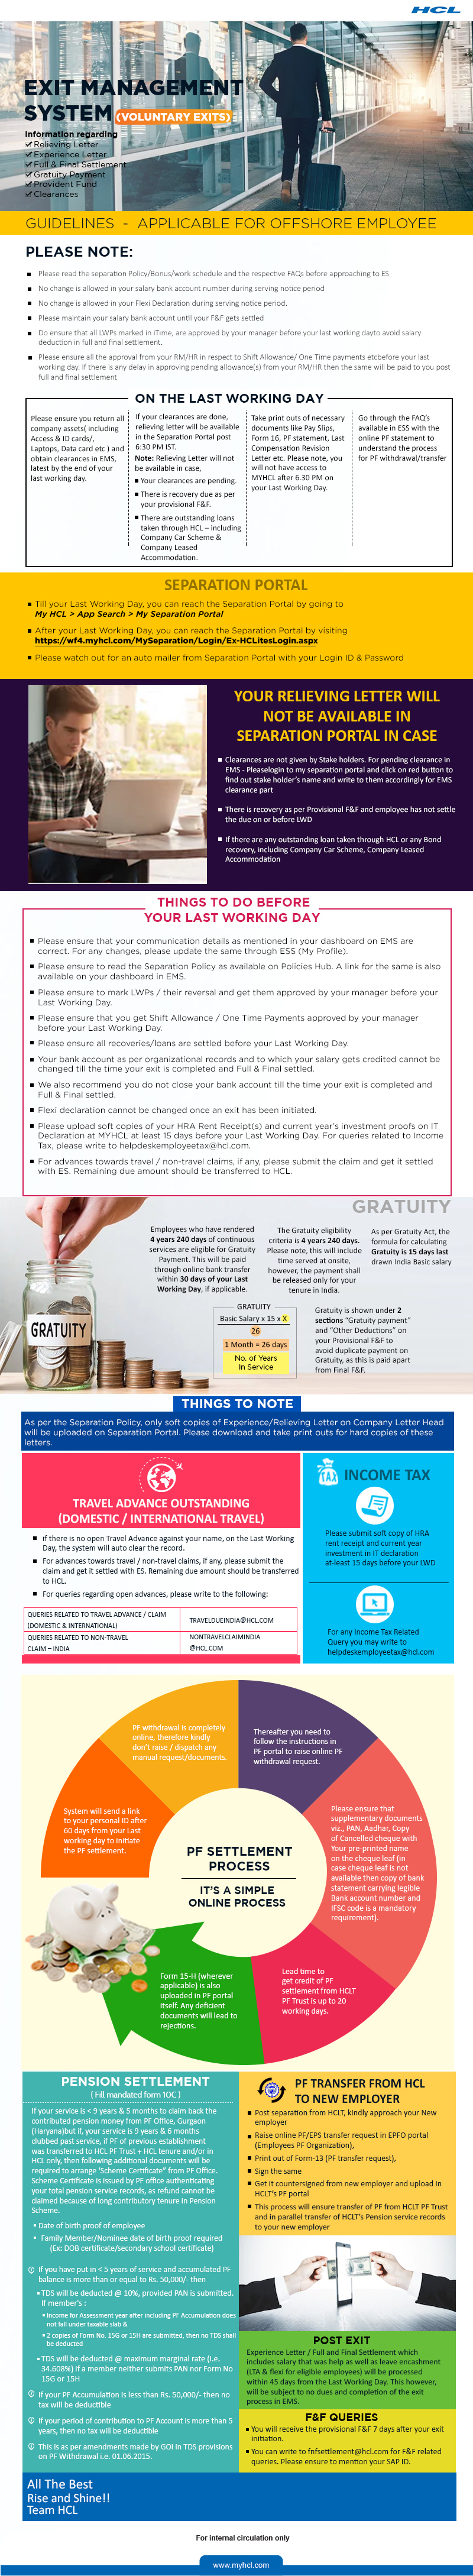 HCL
EXIT MANAGEMENT
SYSTEM (VOLUNTARY EXITS)
Information regarding
Relieving Letter
Experience Letter
Full & Final Settlement
Gratuity Payment
Provident Fund
Clearances
GUIDELINES - APPLICABLE FOR OFFSHORE EMPLOYEE
PLEASE NOTE:
Please read the separation Policy/Bonus/work schedule and the respective FAQs before approaching to ES
No change is allowed in your salary bank account number during serving notice period
No change is allowed in your Flexi Declaration during serving notice period.
Please maintain your salary bank account until your F&F gets settled
Do ensure that all LWPs marked in iTime, are approved by your manager before your last working dayto avoid salary
deduction in full and final settlement.
Please ensure all the approval from your RM/HR in respect to Shift Allowance/ One Time payments etcbefore your last
working day. If there is any delay in approving pending allowance(s) from your RM/HR then the same will be paid to you post
full and final settlement
ON THE LAST WORKING DAY
Please ensure you return all
company assets( including
Access & ID cards/,
Laptops, Data card etc ) and
obtain clearances in EMS,
latest by the end of your
last working day.
If your clearances are done,
relieving letter will be available
in the Separation Portal post
6:30 PM IST.
Note: Relieving Letter will not
be available in case,
Your clearances are pending.
There is recovery due as per
your provisional F&F.
There are outstanding loans
taken through HCL – including
Company Car Scheme &
Company Leased
Accommodation.
Take print outs of necessary
documents like Pay Slips,
Form 16, PF statement, Last
Compensation Revision
Letter etc. Please note, you
will not have access to
MYHCL after 6.30 PM on
your Last Working Day.
Go through the FAQ's
available in ESS with the
online PF statement to
understand the process
for PF withdrawal/transfer
SEPARATION PORTAL
Till your Last Working Day, you can reach the Separation Portal by going to
My HCL > App Search > My Separation Portal
After your Last Working Day, you can reach the Separation Portal by visiting
https://wf4.myhcl.com/MySeparation/Login/Ex-HCLitesLogin.aspx
Please watch out for an auto mailer from Separation Portal with your Login ID & Password
YOUR RELIEVING LETTER WILL
NOT BE AVAILABLE IN
SEPARATION PORTAL IN CASE
Clearances are not given by Stake holders. For pending clearance in
EMS - Pleaselogin to my separation portal and click on red button to
find out stake holder's name and write to them accordingly for EMS
clearance part
There is recovery as per Provisional F&F and employee has not settle
the due on or before LWD
If there are any outstanding loan taken through HCL or any Bond
recovery, including Company Car Scheme, Company Leased
Accommodation
THINGS TO DO BEFORE
YOUR LAST WORKING DAY
Please ensure that your communication details as mentioned in your dashboard on EMS are
correct. For any changes, please update the same through ESS (My Profile).
Please ensure to read the Separation Policy as available on Policies Hub. A link for the same is also
available on your dashboard in EMS.
Please ensure to mark LWPs / their reversal and get them approved by your manager before your
Last Working Day.
Please ensure that you get Shift Allowance / One Time Payments approved by your manager
before your Last Working Day.
Please ensure all recoveries/loans are settled before your Last Working Day.
Your bank account as per organizational records and to which your salary gets credited cannot be
changed till the time your exit is completed and Full & Final settled.
We also recommend you do not close your bank account till the time your exit is completed and
Full & Final settled.
Flexi declaration cannot be changed once an exit has been initiated.
Please upload soft copies of your HRA Rent Receipt(s) and current year's investment proofs on IT
Declaration at MYHCL at least 15 days before your Last Working Day. For queries related to Income
Tax, please write to helpdeskemployeetax@hcl.com.
For advances towards travel / non-travel claims, if any, please submit the claim and get it settled
with ES. Remaining due amount should be transferred to HCL.
GRATUITY
GRATUITY
Employees who have rendered
4 years 240 days of continuous
services are eligible for Gratuity
Payment. This will be paid
through online bank transfer
within 30 days of your Last
Working Day, if applicable.
The Gratuity eligibility
criteria is 4 years 240 days.
Please note, this will include
time served at onsite,
however, the payment shall
be released only for your
tenure in India.
As per Gratuity Act, the
formula for calculating
Gratuity is 15 days last
drawn India Basic salary
GRATUITY
Basic Salary x 15 x X
26
1 Month = 26 days
No. of Years
In Service
Gratuity is shown under 2
sections "Gratuity payment"
and "Other Deductions" on
your Provisional F&F to
avoid duplicate payment on
Gratuity, as this is paid apart
from Final F&F.
THINGS TO NOTE
As per the Separation Policy, only soft copies of Experience/Relieving Letter on Company Letter Head
will be uploaded on Separation Portal. Please download and take print outs for hard copies of these
letters.
TRAVEL ADVANCE OUTSTANDING
(DOMESTIC / INTERNATIONAL TRAVEL)
if there is no open Travel Advance against your name, on the Last Working
Day, the system will auto clear the record.
For advances towards travel / non-travel claims, if any, please submit the
claim and get it settled with ES. Remaining due amount should be transferred
to HCL.
For queries regarding open advances, please write to the following:
QUERIES RELATED TO TRAVEL ADVANCE / CLAIM
(DOMESTIC & INTERNATIONAL)
TRAVELDUEINDIA@HCL.COM
QUERIES RELATED TO NON-TRAVEL
CLAIM – INDIA
NONTRAVELCLAIMINDIA
@HCL.COM
TAX
INCOME TAX
Please submit soft copy of HRA
rent receipt and current year
investment in IT declaration
at-least 15 days before your LWD
For any Income Tax Related
Query you may write to
helpdeskemployeetax@hcl.com
PF withdrawal is completely
online, therefore kindly
don't raise / dispatch any
manual request/documents.
Thereafter you need to
follow the instructions in
PF portal to raise online PF
withdrawal request.
System will send a link
to your personal ID after
60 days from your Last
working day to initiate
the PF settlement.
Please ensure that
supplementary documents
viz., PAN, Aadhar, Copy
of Cancelled cheque with
Your pre-printed name
on the cheque leaf (in
case cheque leaf is not
available then copy of bank
statement carrying legible
Bank account number and
IFSC code is a mandatory
requirement).
PF SETTLEMENT
PROCESS
IT'S A SIMPLE
ONLINE PROCESS
Form 15-H (wherever
applicable) is also
uploaded in PF portal
itself. Any deficient
documents will lead to
rejections.
Lead time to
get credit of PF
settlement from HCLT
PF Trust is up to 20
working days.
PENSION SETTLEMENT
( Fill mandated form 10C )
If your service is < 9 years & 5 months to claim back the
contributed pension money from PF Office, Gurgaon
(Haryana)but if, your service is 9 years & 6 months
clubbed past service, if PF of previous establishment
was transferred to HCL PF Trust + HCL tenure and/or in
HCL only, then following additional documents will be
required to arrange 'Scheme Certificate" from PF Office.
Scheme Certificate is issued by PF office authenticating
your total pension service records, as refund cannot be
claimed because of long contributory tenure in Pension
Scheme.
Date of birth proof of employee
Family Member/Nominee date of birth proof required
(Ex: DOB certificate/secondary school certificate)
If you have put in < 5 years of service and accumulated PF
balance is more than or equal to Rs. 50,000/- then
TDS will be deducted @ 10%, provided PAN is submitted.
If member's :
Income for Assessment year after including PF Accumulation does
not fall under taxable slab &
2 copies of Form No. 15G or 15H are submitted, then no TDS shall
be deducted
TDS will be deducted @ maximum marginal rate (i.e.
34.608%) if a member neither submits PAN nor Form No
15G or 15H
If your PF Accumulation is less than Rs. 50,000/- then no
tax will be deductible
If your period of contribution to PF Account is more than 5
years, then no tax will be deductible
This is as per amendments made by GOI in TDS provisions
on PF Withdrawal i.e. 01.06.2015.
PF TRANSFER FROM HCL
TO NEW EMPLOYER
Post separation from HCLT, kindly approach your New
employer
Raise online PF/EPS transfer request in EPFO portal
(Employees PF Organization),
Print out of Form-13 (PF transfer request),
Sign the same
Get it countersigned from new employer and upload in
HCLT's PF portal
This process will ensure transfer of PF from HCLT PF Trust
and in parallel transfer of HCLT's Pension service records
to your new employer
POST EXIT
Experience Letter / Full and Final Settlement which
includes salary that was help as well as leave encashment
(LTA & flexi for eligible employees) will be processed
within 45 days from the Last Working Day. This however,
will be subject to no dues and completion of the exit
process in EMS.
F&F QUERIES
You will receive the provisional F&F 7 days after your exit
initiation.
You can write to fnfsettlement@hcl.com for F&F related
queries. Please ensure to mention your SAP ID.
All The Best
Rise and Shine!!
Team HCL
For internal circulation only
www.myhcl.com